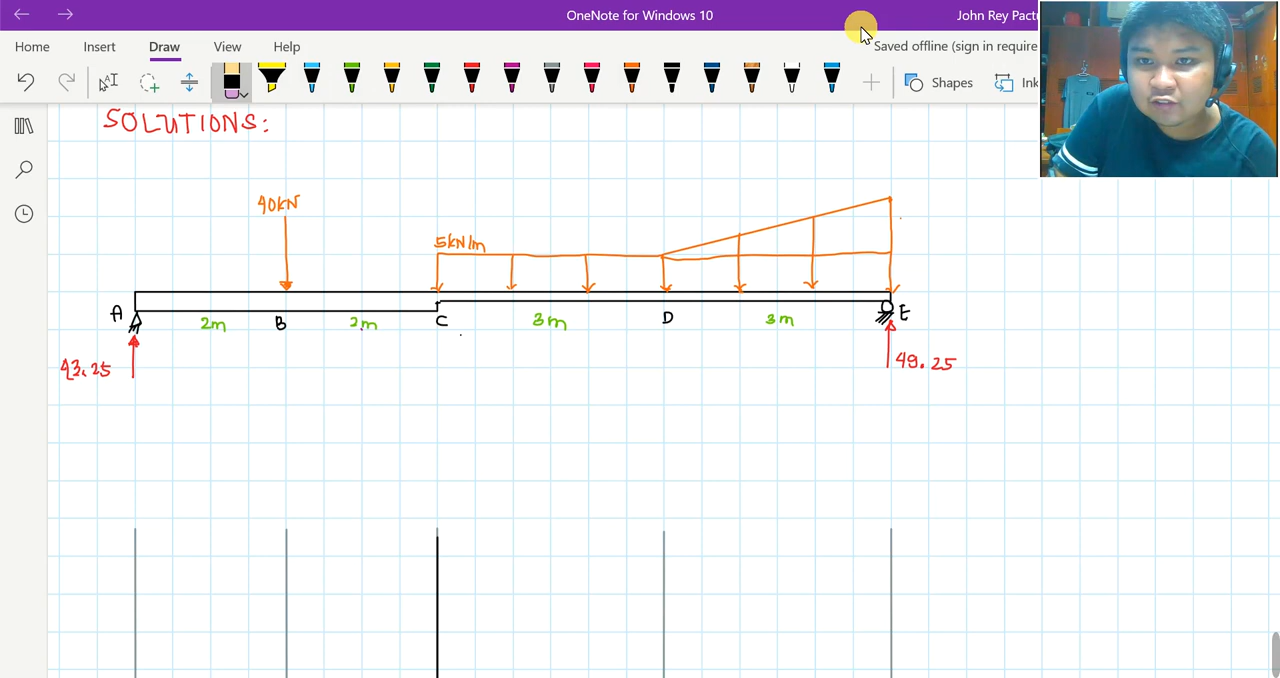 OneNote for Windows 10
John Rey Pactu
Home Insert Draw View Help
Saved offline (sign in require
Shapes
Ink
SOLUTIONS:
40kN
5kN/m
A 2m B 2m C 3m D 3m E
43.25
49.25